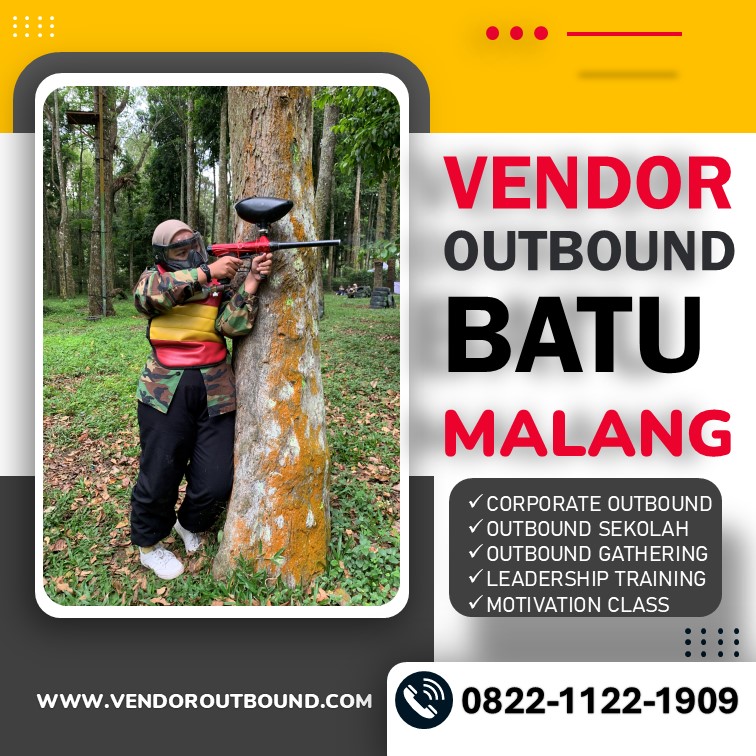 VENDOR
OUTBOUND
BATU
MALANG
✓CORPORATE OUTBOUND
✓OUTBOUND SEKOLAH
✓OUTBOUND GATHERING
✓LEADERSHIP TRAINING
✓MOTIVATION CLASS
WWW.VENDOROUTBOUND.COM
0822-1122-1909